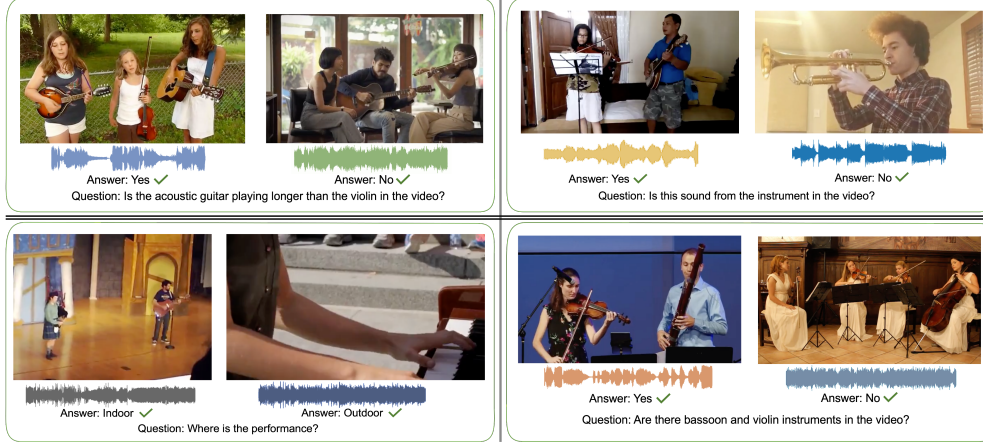 Answer: Yes
Answer: No
Question: Is the acoustic guitar playing longer than the violin in the video?
Answer: Yes
Answer: No
Question: Is this sound from the instrument in the video?
Answer: Indoor
Answer: Outdoor
Question: Where is the performance?
Answer: Yes
Answer: No
Question: Are there bassoon and violin instruments in the video?